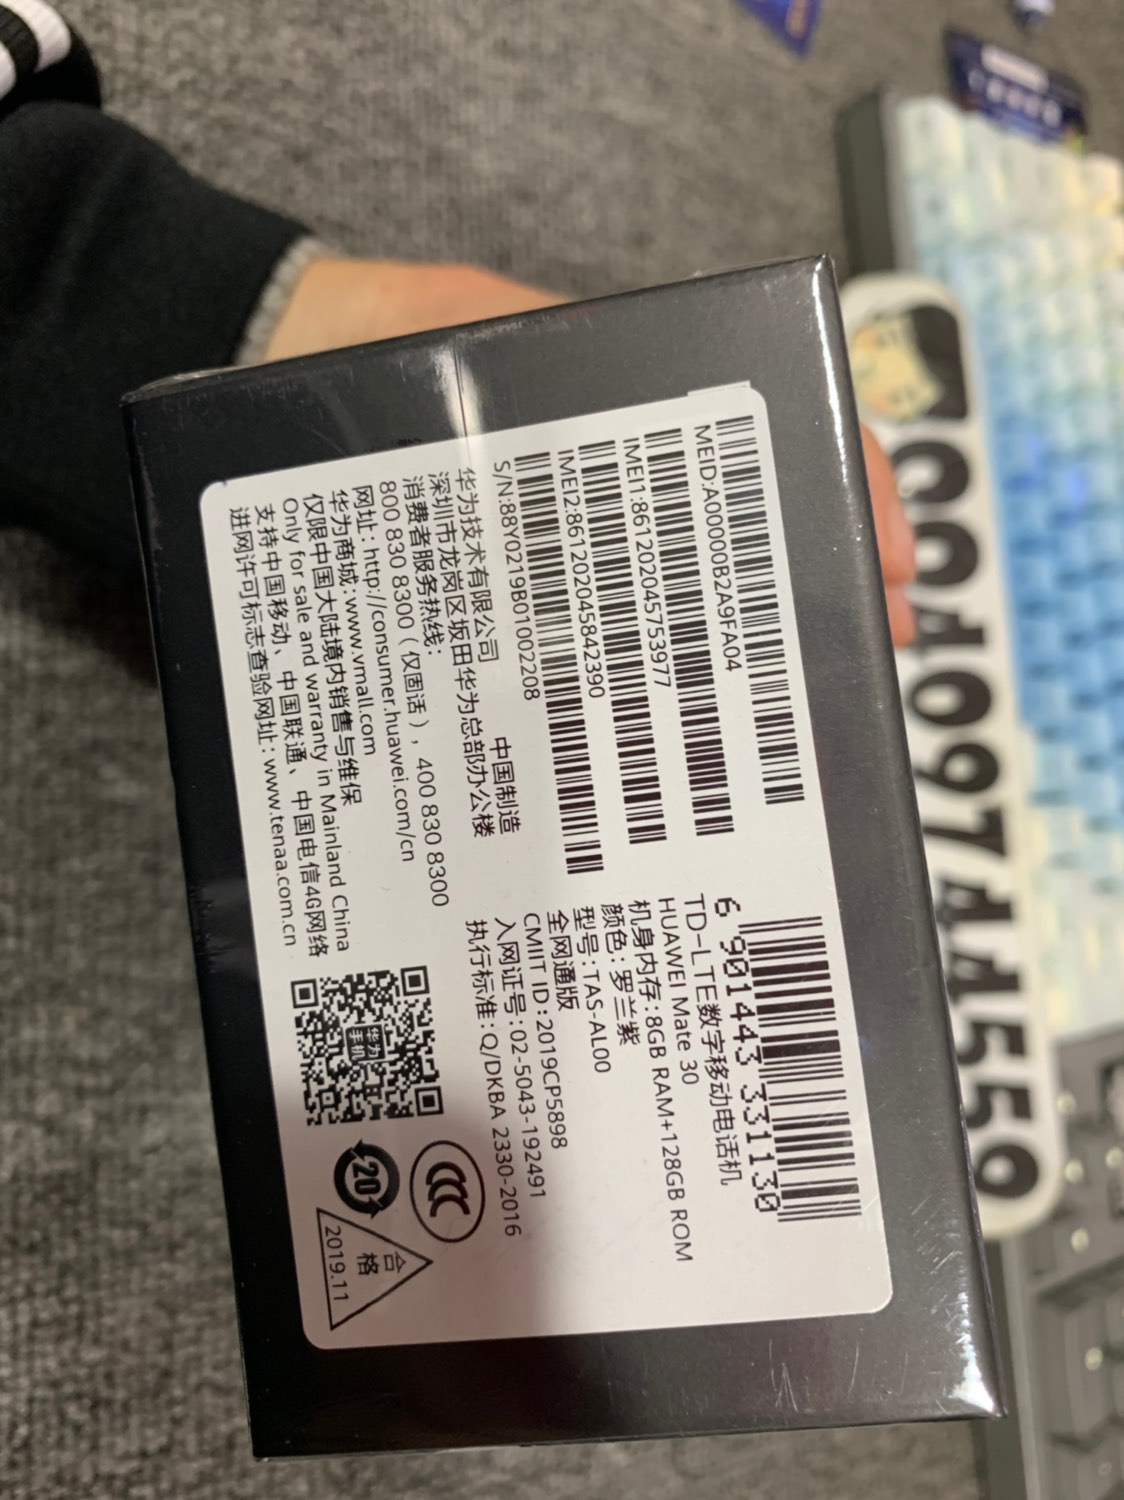 MEID:A00000B2A9FA04
IMEI1:861202045753977
IMEI2:861202045842390
S/N:88Y0219B01002208
中国制造
华为技术有限公司
深圳市龙岗区坂田华为总部办公楼
消费者服务热线:
800 830 8300（仅固话），400 830 8300
网址: http://consumer.huawei.com/cn
华为商城:www.vmall.com
仅限中国大陆境内销售与维保
Only for sale and warranty in Mainland China
支持中国移动、中国联通、中国电信4G网络
进网许可标志查验网址:www.tenaa.com.cn
6 901443 331130
TD-LTE数字移动电话机
HUAWEI Mate 30
机身内存:8GB RAM+128GB ROM
颜色:罗兰紫
型号:TAS-AL00
全网通版
CMIT ID:2019CP5898
入网证号:02-5043-192491
执行标准:Q/DKBA 2330-2016
华为
手机
CCC
20
合
格
2019.11